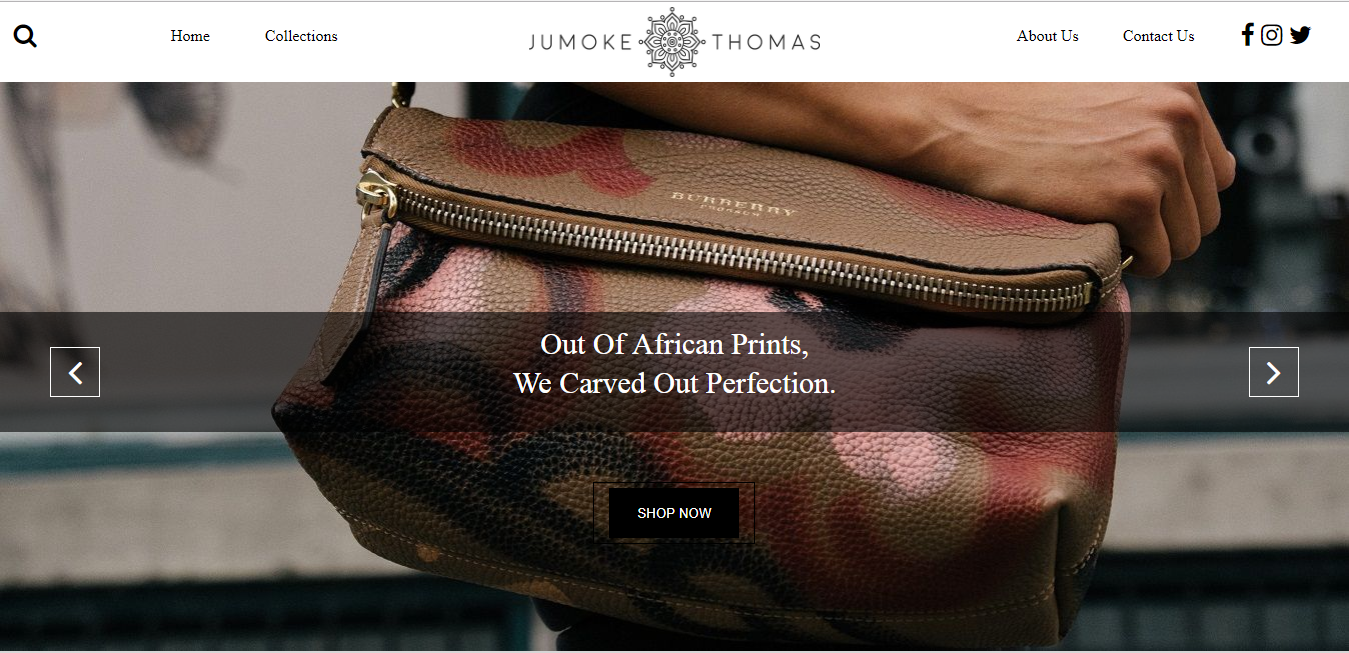 Home
Collections
JUMOKE THOMAS
About Us
Contact Us
BURBERRY
PRORSUM
Out Of African Prints,
We Carved Out Perfection.
SHOP NOW